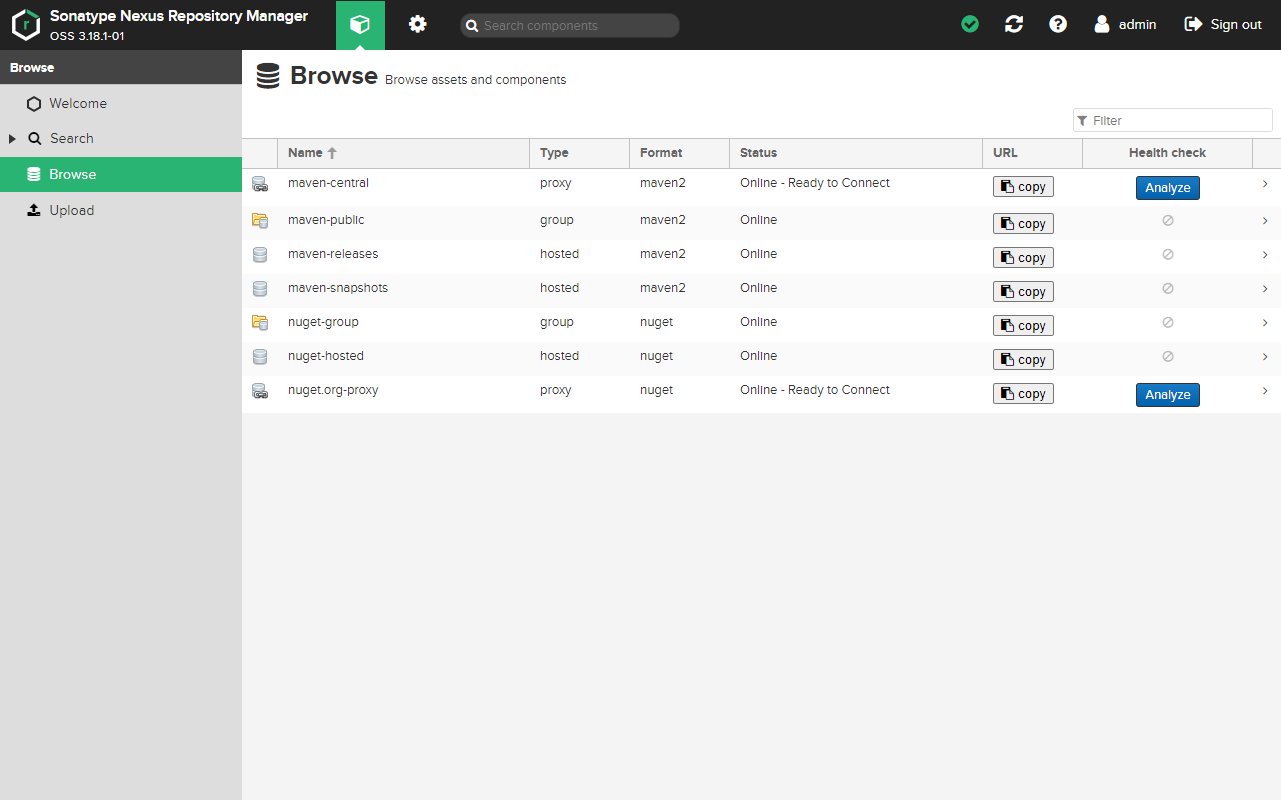 Sonatype Nexus Repository Manager
OSS 3.18.1-01
Search components
admin
Sign out
Browse
Welcome
Search
Browse
Upload
Browse Browse assets and components
Filter
Name Type Format Status URL Health check
maven-central proxy maven2 Online - Ready to Connect copy Analyze
maven-public group maven2 Online copy
maven-releases hosted maven2 Online copy
maven-snapshots hosted maven2 Online copy
nuget-group group nuget Online copy
nuget-hosted hosted nuget Online copy
nuget.org-proxy proxy nuget Online - Ready to Connect copy Analyze